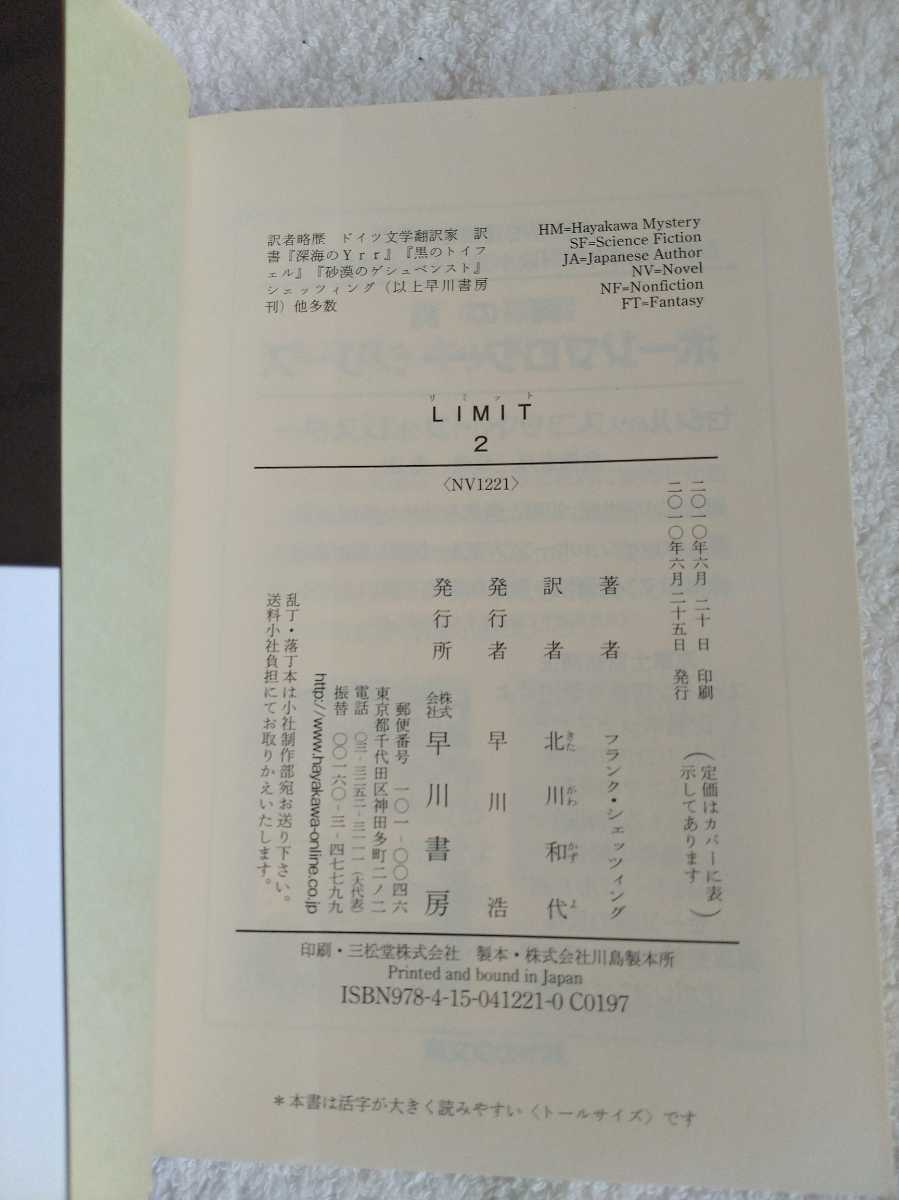 訳者略歴 ドイツ文学翻訳家 訳
書『深海のYrr』『黒のトイフ
ェル』『砂漠のゲシュペンスト』
シェッツィング(以上早川書房
刊)他多数
HM=Hayakawa Mystery
SF=Science Fiction
JA=Japanese Author
NV=Novel
NF=Nonfiction
FT=Fantasy
リミット
LIMIT
2
〈NV1221〉
二〇一〇年六月 二十日 印刷
二〇一〇年六月二十五日 発行
(定価はカバーに表
示してあります)
著者 フランク・シェッツィング
訳者 北川和代
きた がわ かず よ
発行者 早川 浩
発行所 株式会社 早川書房
郵便番号 一〇一-〇〇四六
東京都千代田区神田多町二ノ二
電話 〇三-三二五二-三一一一(大代表)
振替 〇〇一六〇-三-四七七九九
http://www.hayakawa-online.co.jp
乱丁・落丁本は小社制作部宛お送り下さい。
送料小社負担にてお取りかえいたします。
印刷・三松堂株式会社 製本・株式会社川島製本所
Printed and bound in Japan
ISBN978-4-15-041221-0 C0197
*本書は活字が大きく読みやすい〈トールサイズ〉です